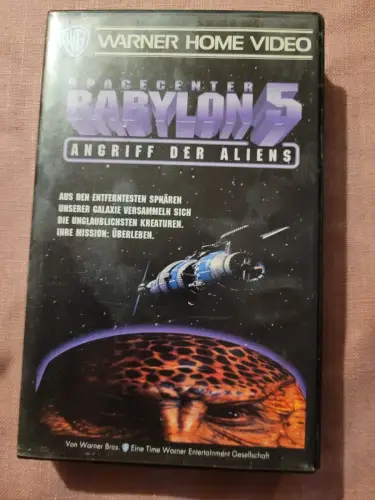 WB
WARNER HOME VIDEO
SPACECENTER
BABYLON 5
ANGRIFF DER ALIENS
AUS DEN ENTFERNTESTEN SPHÄREN
UNSERER GALAXIE VERSAMMELN SICH
DIE UNGLAUBLICHSTEN KREATUREN.
IHRE MISSION: ÜBERLEBEN.
Von Warner Bros. Eine Time Warner Entertainment Gesellschaft